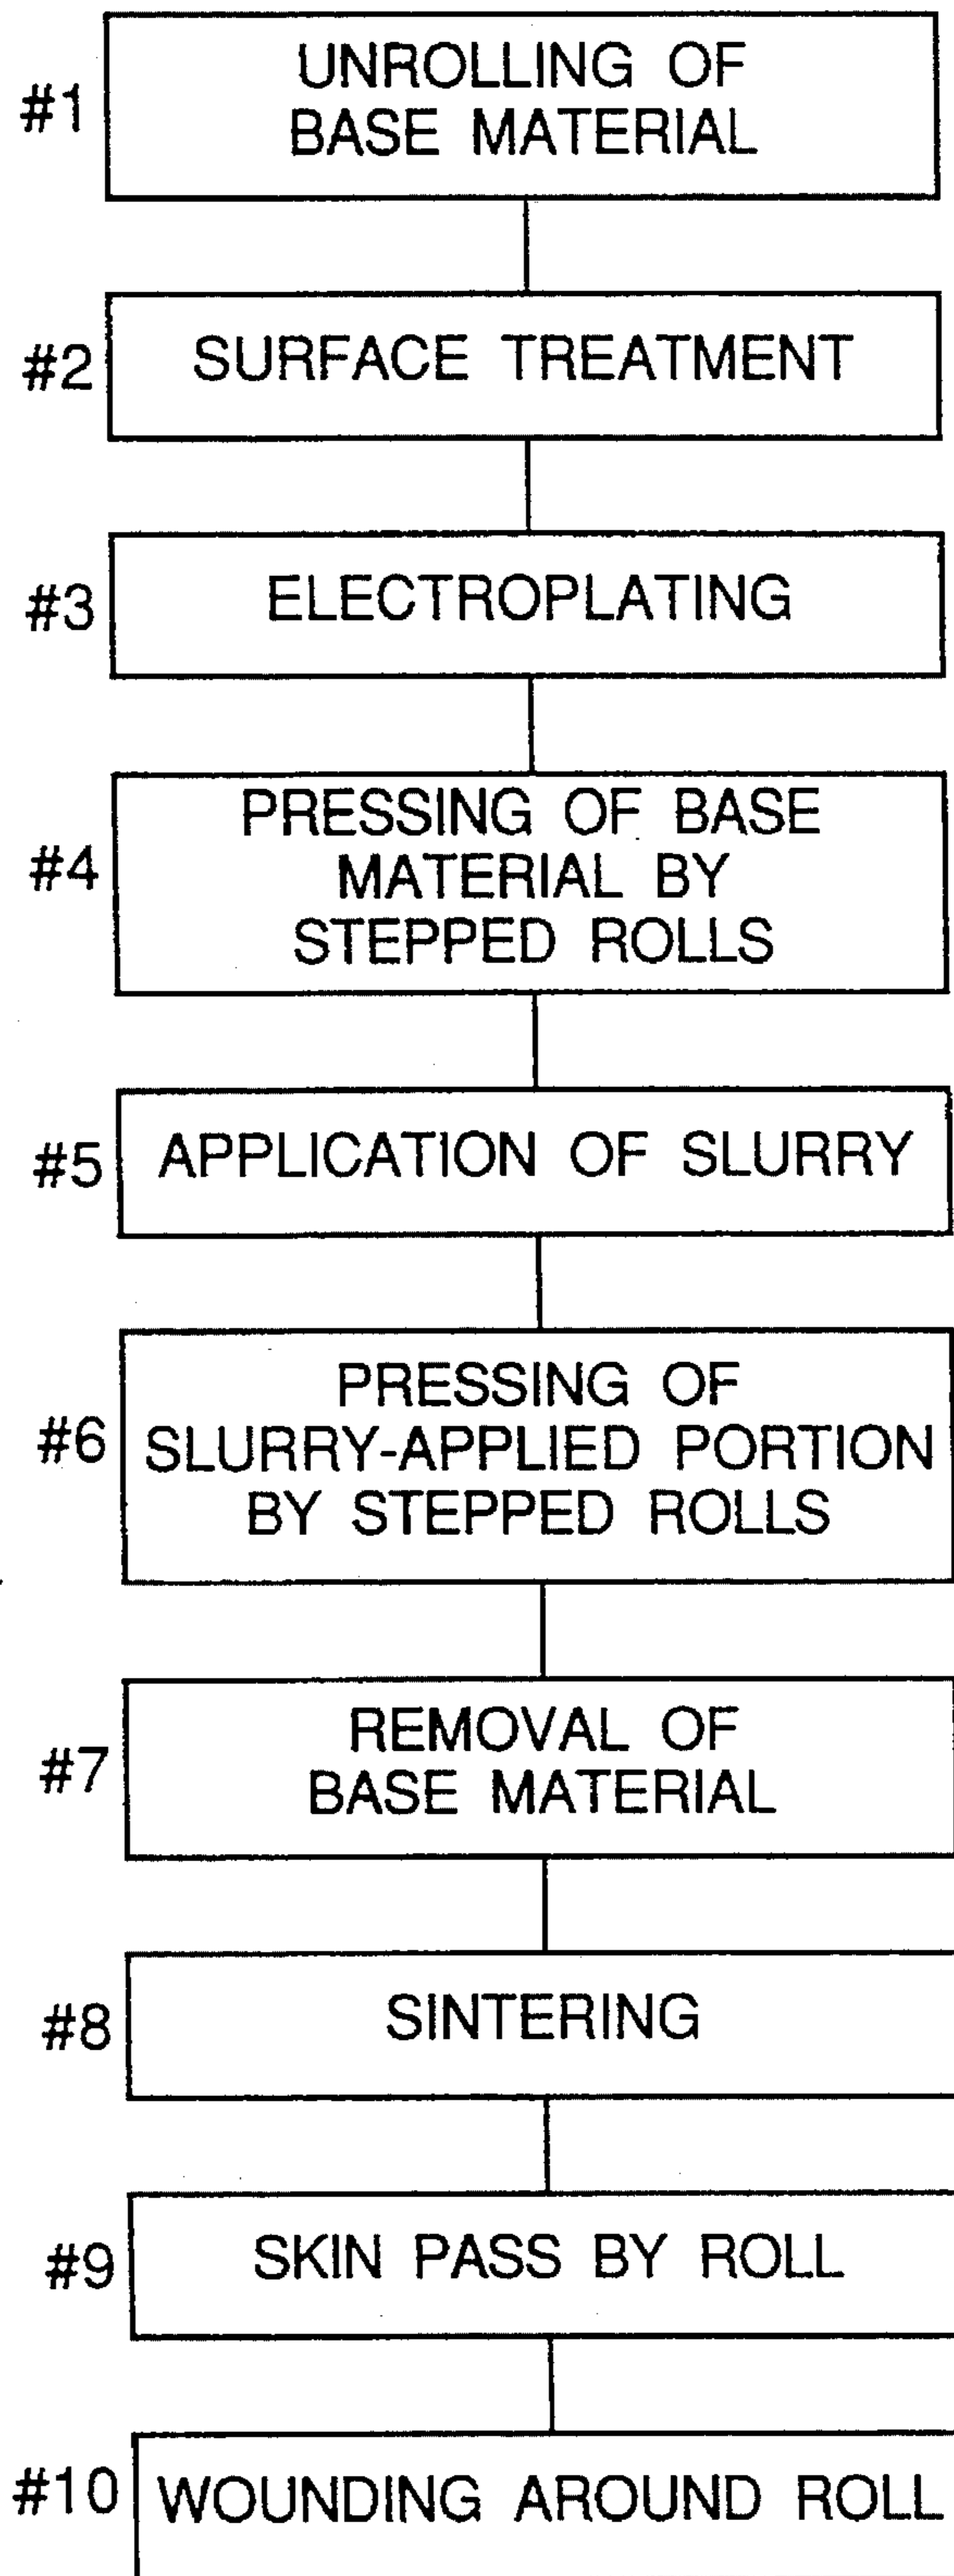 #1
UNROLLING OF
BASE MATERIAL
#2
SURFACE TREATMENT
#3
ELECTROPLATING
#4
PRESSING OF BASE
MATERIAL BY
STEPPED ROLLS
#5
APPLICATION OF SLURRY
#6
PRESSING OF
SLURRY-APPLIED PORTION
BY STEPPED ROLLS
#7
REMOVAL OF
BASE MATERIAL
#8
SINTERING
#9
SKIN PASS BY ROLL
#10
WOUNDING AROUND ROLL